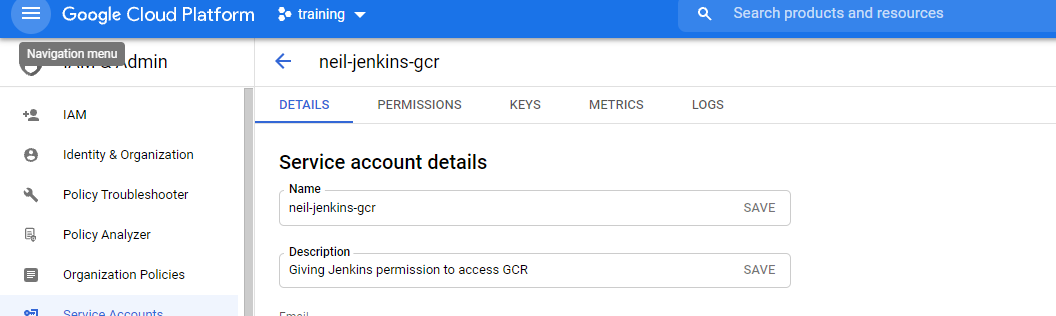 Google Cloud Platform
training
Search products and resources
Navigation menu
IAM & Admin
neil-jenkins-gcr
DETAILS PERMISSIONS KEYS METRICS LOGS
IAM
Identity & Organization
Policy Troubleshooter
Policy Analyzer
Organization Policies
Service Accounts
Service account details
Name
neil-jenkins-gcr
SAVE
Description
Giving Jenkins permission to access GCR
SAVE
Email